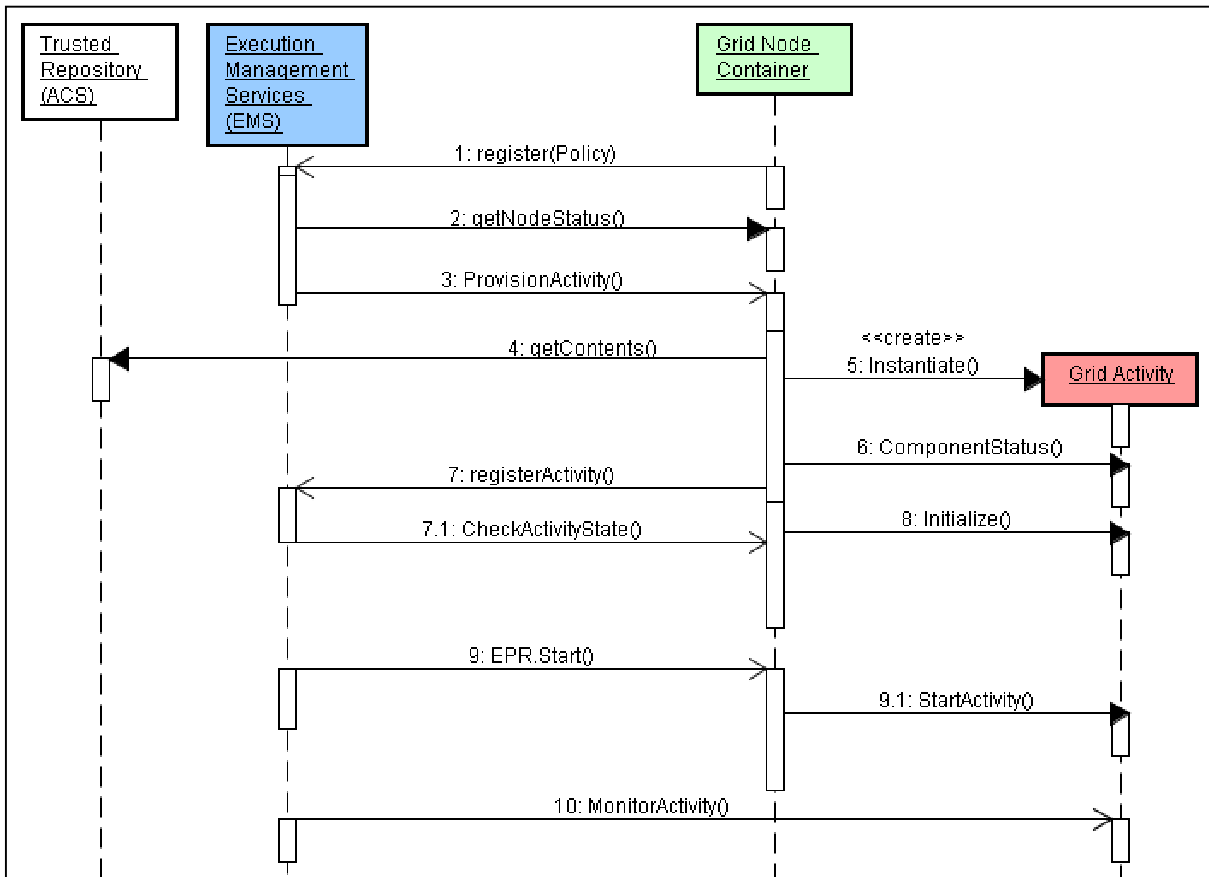 Trusted
Repository
(ACS)
Execution
Management
Services
(EMS)
Grid Node
Container
1: register(Policy)
2: getNodeStatus()
3: ProvisionActivity()
4: getContents()
<<create>>
5: Instantiate()
Grid Activity
6: ComponentStatus()
7: registerActivity()
7.1: CheckActivityState()
8: Initialize()
9: EPR.Start()
9.1: StartActivity()
10: MonitorActivity()